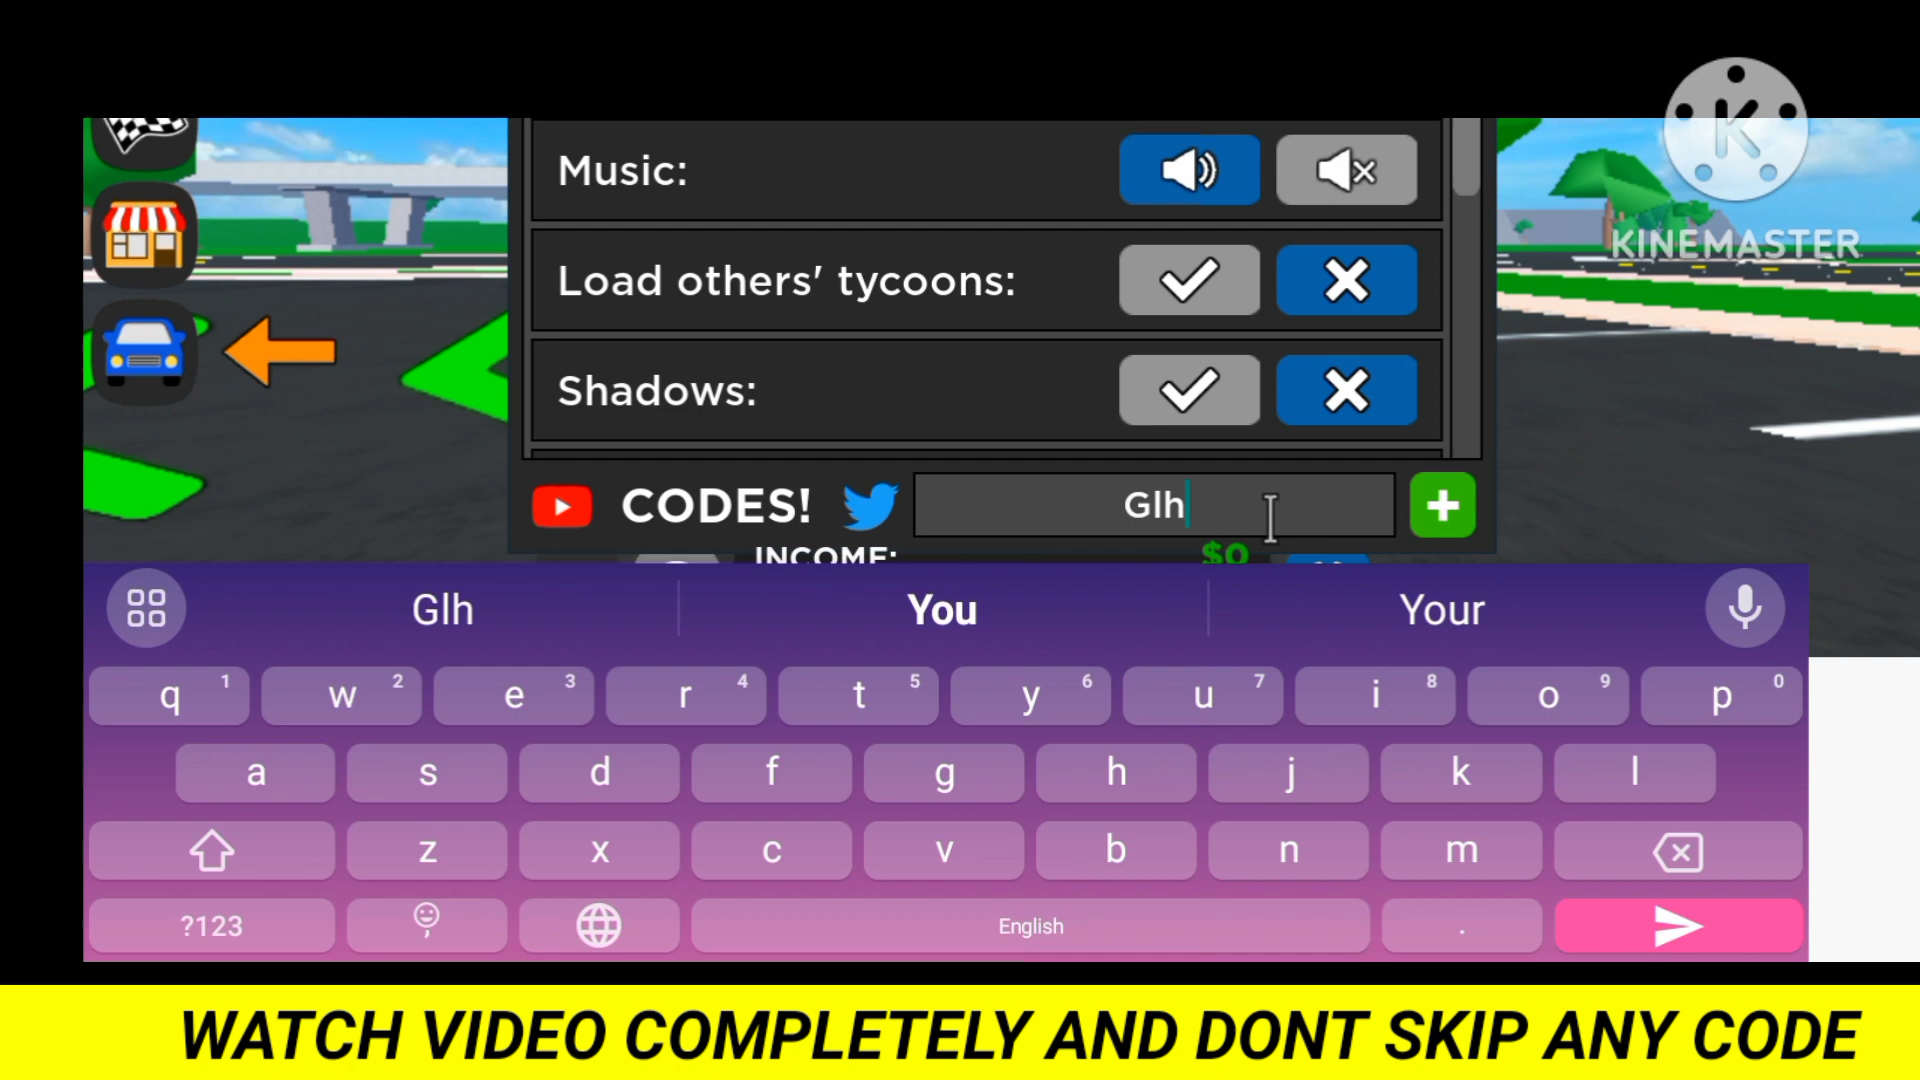 K
KINEMASTER
Music:
Load others' tycoons:
Shadows:
CODES!
Glh
INCOME:
$0
Glh You Your
q 1 w 2 e 3 r 4 t 5 y 6 u 7 i 8 o 9 p 0
a s d f g h j k l
z x c v b n m
?123 , English .
WATCH VIDEO COMPLETELY AND DONT SKIP ANY CODE